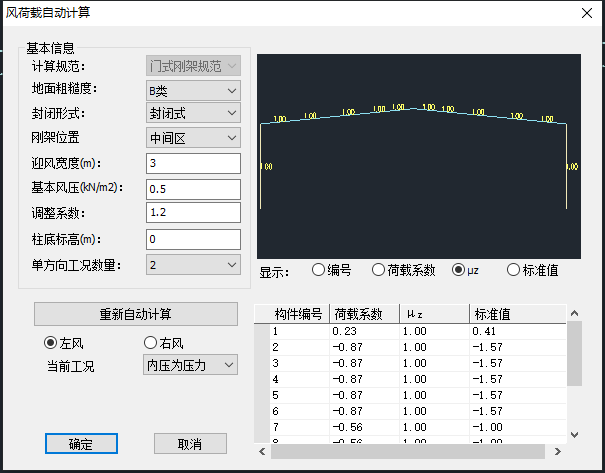 风荷载自动计算
基本信息
计算规范： 门式刚架规范
地面粗糙度： B类
封闭形式： 封闭式
刚架位置 中间区
迎风宽度(m)： 3
基本风压(kN/m2)： 0.5
调整系数： 1.2
柱底标高(m)： 0
单方向工况数量： 2
重新自动计算
左风 右风
当前工况 内压为压力
确定 取消
1.00 1.00 1.00 1.00 1.00 1.00 1.00 1.00 1.00 1.00
显示： 编号 荷载系数 μz 标准值
构件编号 荷载系数 μz 标准值
1 0.23 1.00 0.41
2 -0.87 1.00 -1.57
3 -0.87 1.00 -1.57
4 -0.87 1.00 -1.57
5 -0.87 1.00 -1.57
6 -0.87 1.00 -1.57
7 -0.56 1.00 -1.00
8 -0.56 1.00 -1.00